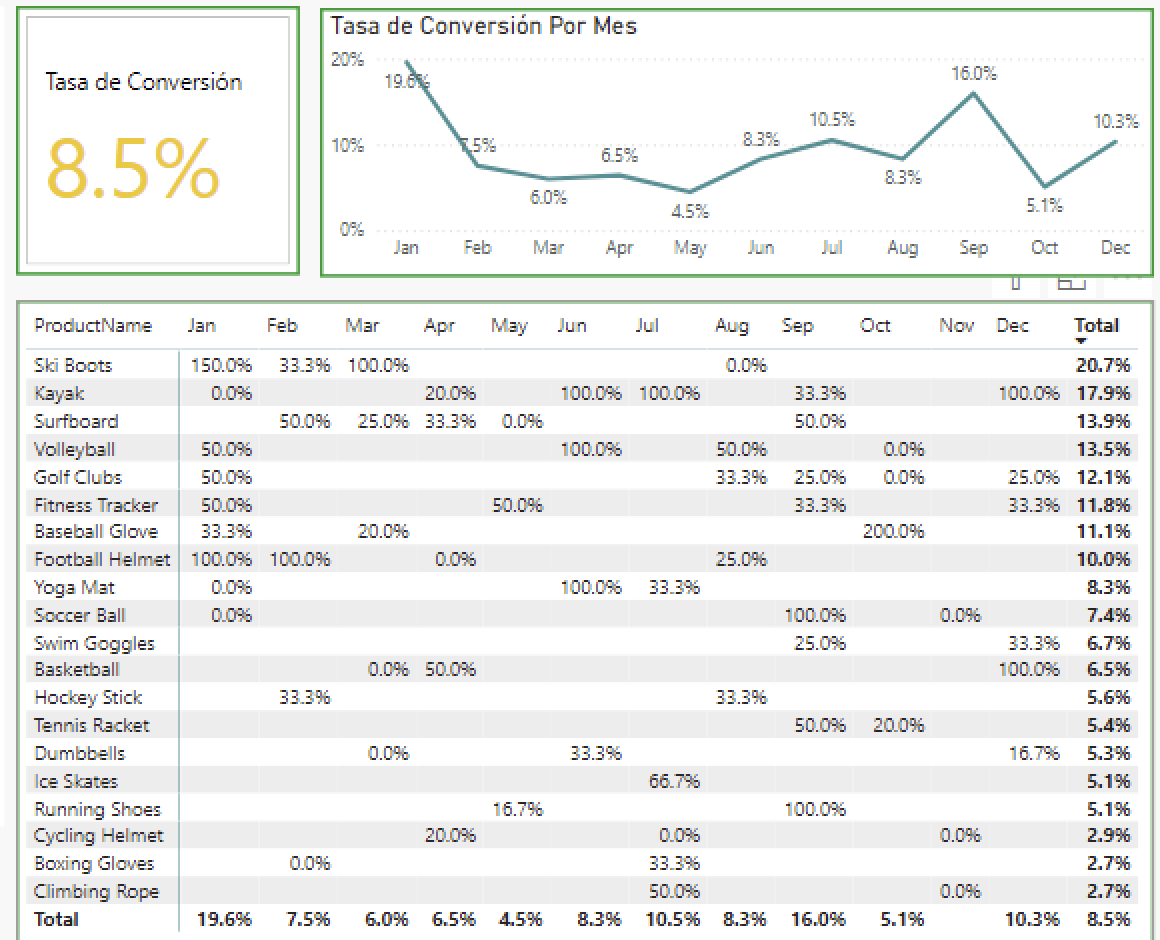 Tasa de Conversión
8.5%
Tasa de Conversión Por Mes
20%
10%
0%
19.6%
7.5%
6.0%
6.5%
4.5%
8.3%
10.5%
8.3%
16.0%
5.1%
10.3%
Jan Feb Mar Apr May Jun Jul Aug Sep Oct Dec
ProductName Jan Feb Mar Apr May Jun Jul Aug Sep Oct Nov Dec Total
Ski Boots 150.0% 33.3% 100.0% 0.0% 20.7%
Kayak 0.0% 20.0% 100.0% 100.0% 33.3% 100.0% 17.9%
Surfboard 50.0% 25.0% 33.3% 0.0% 50.0% 13.9%
Volleyball 50.0% 100.0% 50.0% 0.0% 13.5%
Golf Clubs 50.0% 33.3% 25.0% 0.0% 25.0% 12.1%
Fitness Tracker 50.0% 50.0% 33.3% 33.3% 11.8%
Baseball Glove 33.3% 20.0% 200.0% 11.1%
Football Helmet 100.0% 100.0% 0.0% 25.0% 10.0%
Yoga Mat 0.0% 100.0% 33.3% 8.3%
Soccer Ball 0.0% 100.0% 0.0% 7.4%
Swim Goggles 25.0% 33.3% 6.7%
Basketball 0.0% 50.0% 100.0% 6.5%
Hockey Stick 33.3% 33.3% 5.6%
Tennis Racket 50.0% 20.0% 5.4%
Dumbbells 0.0% 33.3% 16.7% 5.3%
Ice Skates 66.7% 5.1%
Running Shoes 16.7% 100.0% 5.1%
Cycling Helmet 20.0% 0.0% 0.0% 2.9%
Boxing Gloves 0.0% 33.3% 2.7%
Climbing Rope 50.0% 0.0% 2.7%
Total 19.6% 7.5% 6.0% 6.5% 4.5% 8.3% 10.5% 8.3% 16.0% 5.1% 10.3% 8.5%